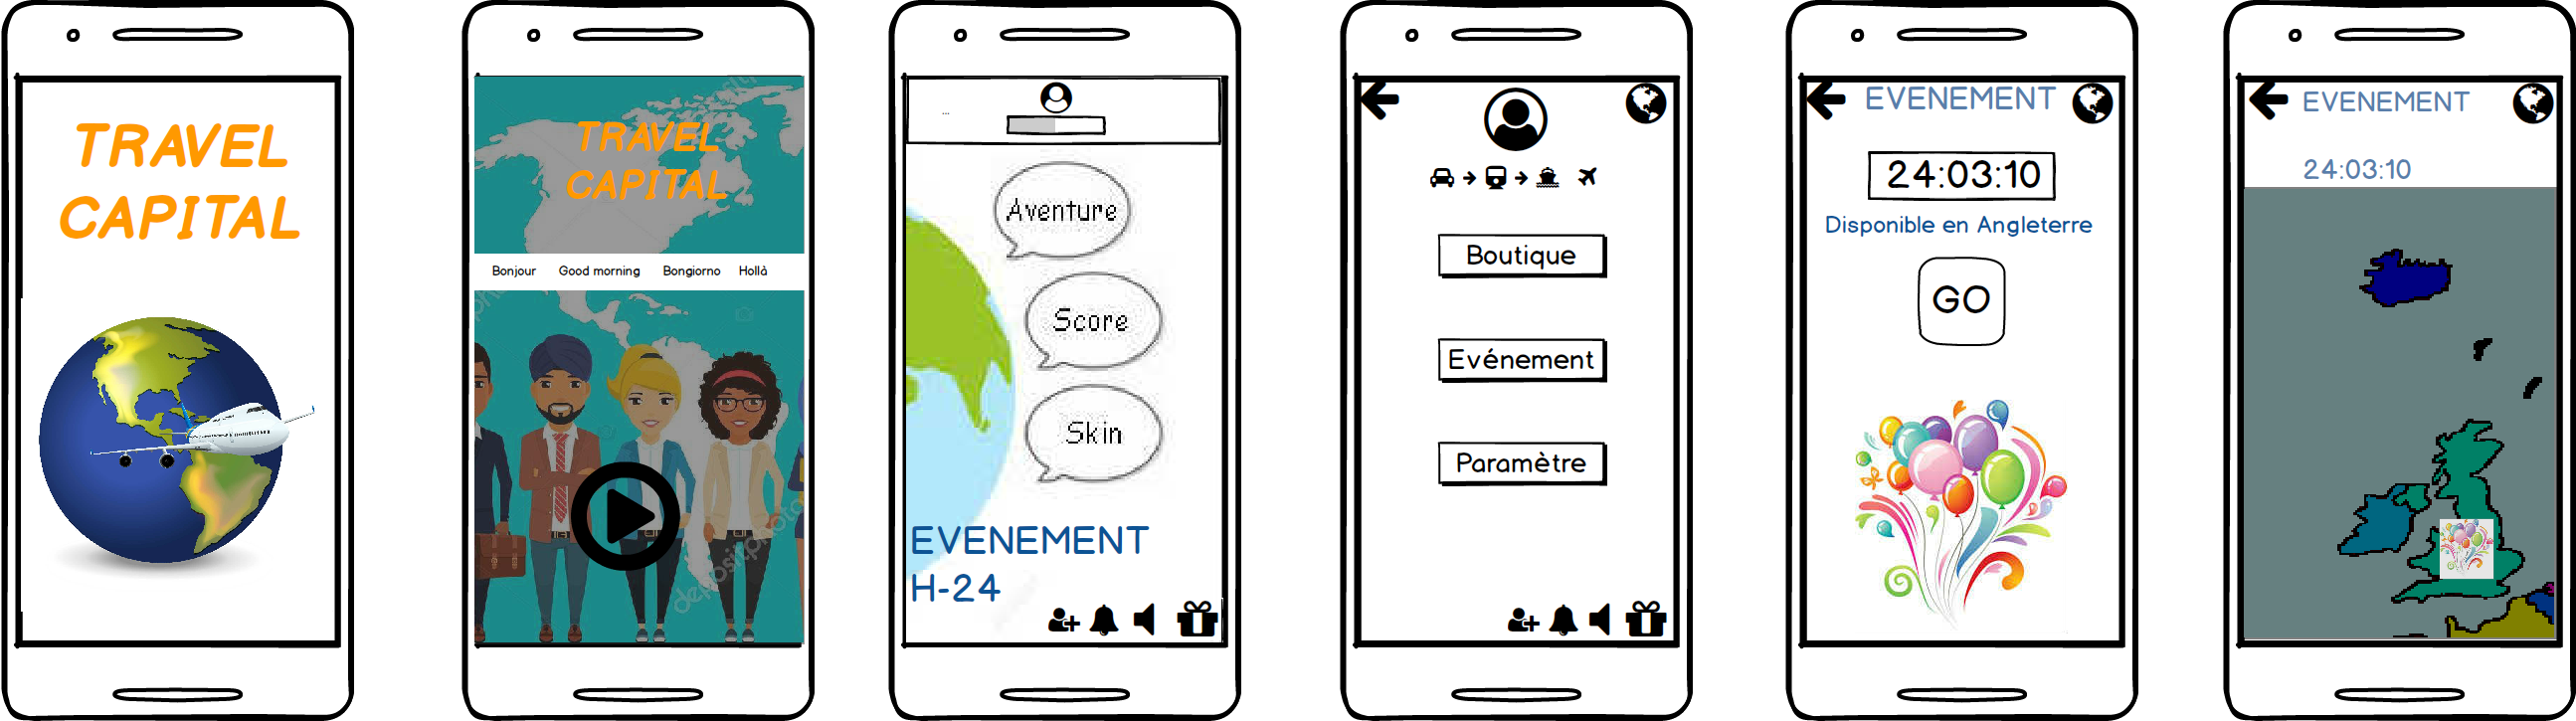 TRAVEL
CAPITAL
TRAVEL
CAPITAL
Bonjour Good morning Bongiorno Hollà
depositphotos
...
Aventure
Score
Skin
EVENEMENT
H-24
Boutique
Evénement
Paramètre
EVENEMENT
24:03:10
Disponible en Angleterre
GO
EVENEMENT
24:03:10